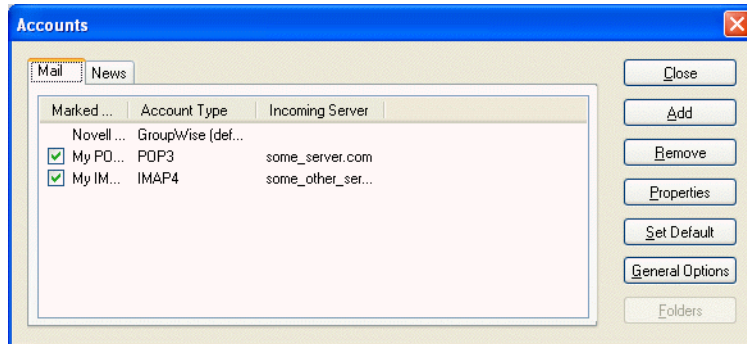 Accounts
Mail News
Close
Marked ... Account Type Incoming Server
Add
Novell ... GroupWise (def...
My PO... POP3 some_server.com
Remove
My IM... IMAP4 some_other_ser...
Properties
Set Default
General Options
Folders